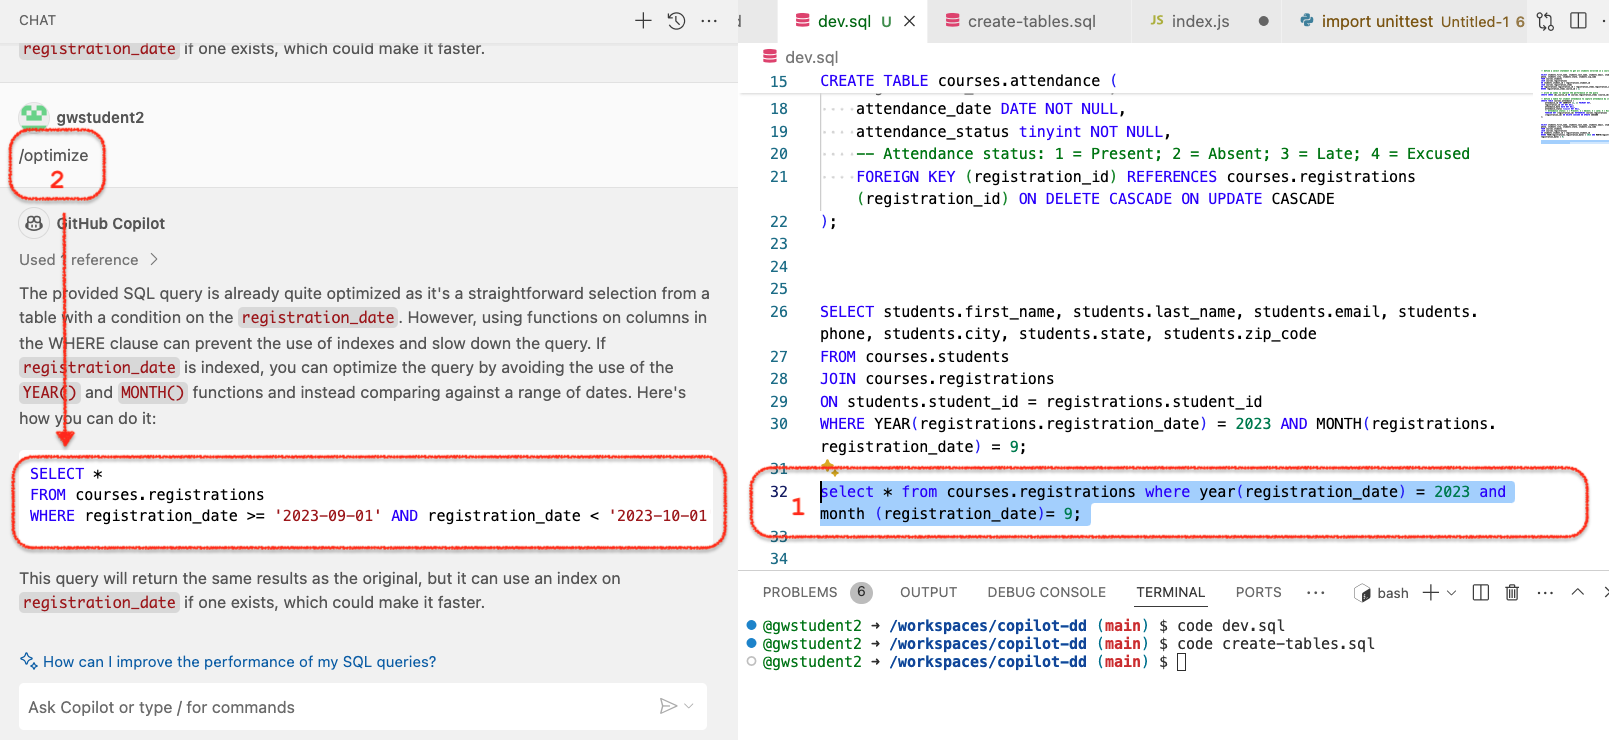 CHAT
registration_date if one exists, which could make it faster.
gwstudent2
/optimize
2
GitHub Copilot
Used 1 reference
The provided SQL query is already quite optimized as it's a straightforward selection from a
table with a condition on the registration_date. However, using functions on columns in
the WHERE clause can prevent the use of indexes and slow down the query. If
registration_date is indexed, you can optimize the query by avoiding the use of the
YEAR() and MONTH() functions and instead comparing against a range of dates. Here's
how you can do it:
SELECT *
FROM courses.registrations
WHERE registration_date >= '2023-09-01' AND registration_date < '2023-10-01
This query will return the same results as the original, but it can use an index on
registration_date if one exists, which could make it faster.
How can I improve the performance of my SQL queries?
Ask Copilot or type / for commands
dev.sql U create-tables.sql JS index.js import unittest Untitled-1 6
dev.sql
15 CREATE TABLE courses.attendance (
18 attendance_date DATE NOT NULL,
19 attendance_status tinyint NOT NULL,
20 -- Attendance status: 1 = Present; 2 = Absent; 3 = Late; 4 = Excused
21 FOREIGN KEY (registration_id) REFERENCES courses.registrations
(registration_id) ON DELETE CASCADE ON UPDATE CASCADE
22 );
23
24
25
26 SELECT students.first_name, students.last_name, students.email, students.
phone, students.city, students.state, students.zip_code
27 FROM courses.students
28 JOIN courses.registrations
29 ON students.student_id = registrations.student_id
30 WHERE YEAR(registrations.registration_date) = 2023 AND MONTH(registrations.
registration_date) = 9;
31
32 select * from courses.registrations where year(registration_date) = 2023 and
1 month (registration_date)= 9;
33
34
PROBLEMS 6 OUTPUT DEBUG CONSOLE TERMINAL PORTS bash
@gwstudent2 → /workspaces/copilot-dd (main) $ code dev.sql
@gwstudent2 → /workspaces/copilot-dd (main) $ code create-tables.sql
@gwstudent2 → /workspaces/copilot-dd (main) $